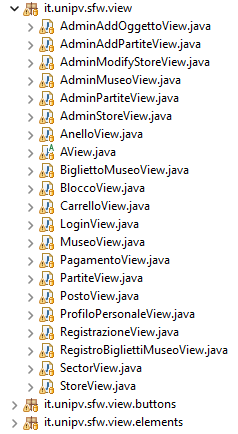 it.unipv.sfw.view
AdminAddOggettoView.java
AdminAddPartiteView.java
AdminModifyStoreView.java
AdminMuseoView.java
AdminPartiteView.java
AdminStoreView.java
AnelloView.java
AView.java
BigliettoMuseoView.java
BloccoView.java
CarrelloView.java
LoginView.java
MuseoView.java
PagamentoView.java
PartiteView.java
PostoView.java
ProfiloPersonaleView.java
RegistrazioneView.java
RegistroBigliettiMuseoView.java
SectorView.java
StoreView.java
it.unipv.sfw.view.buttons
it.unipv.sfw.view.elements